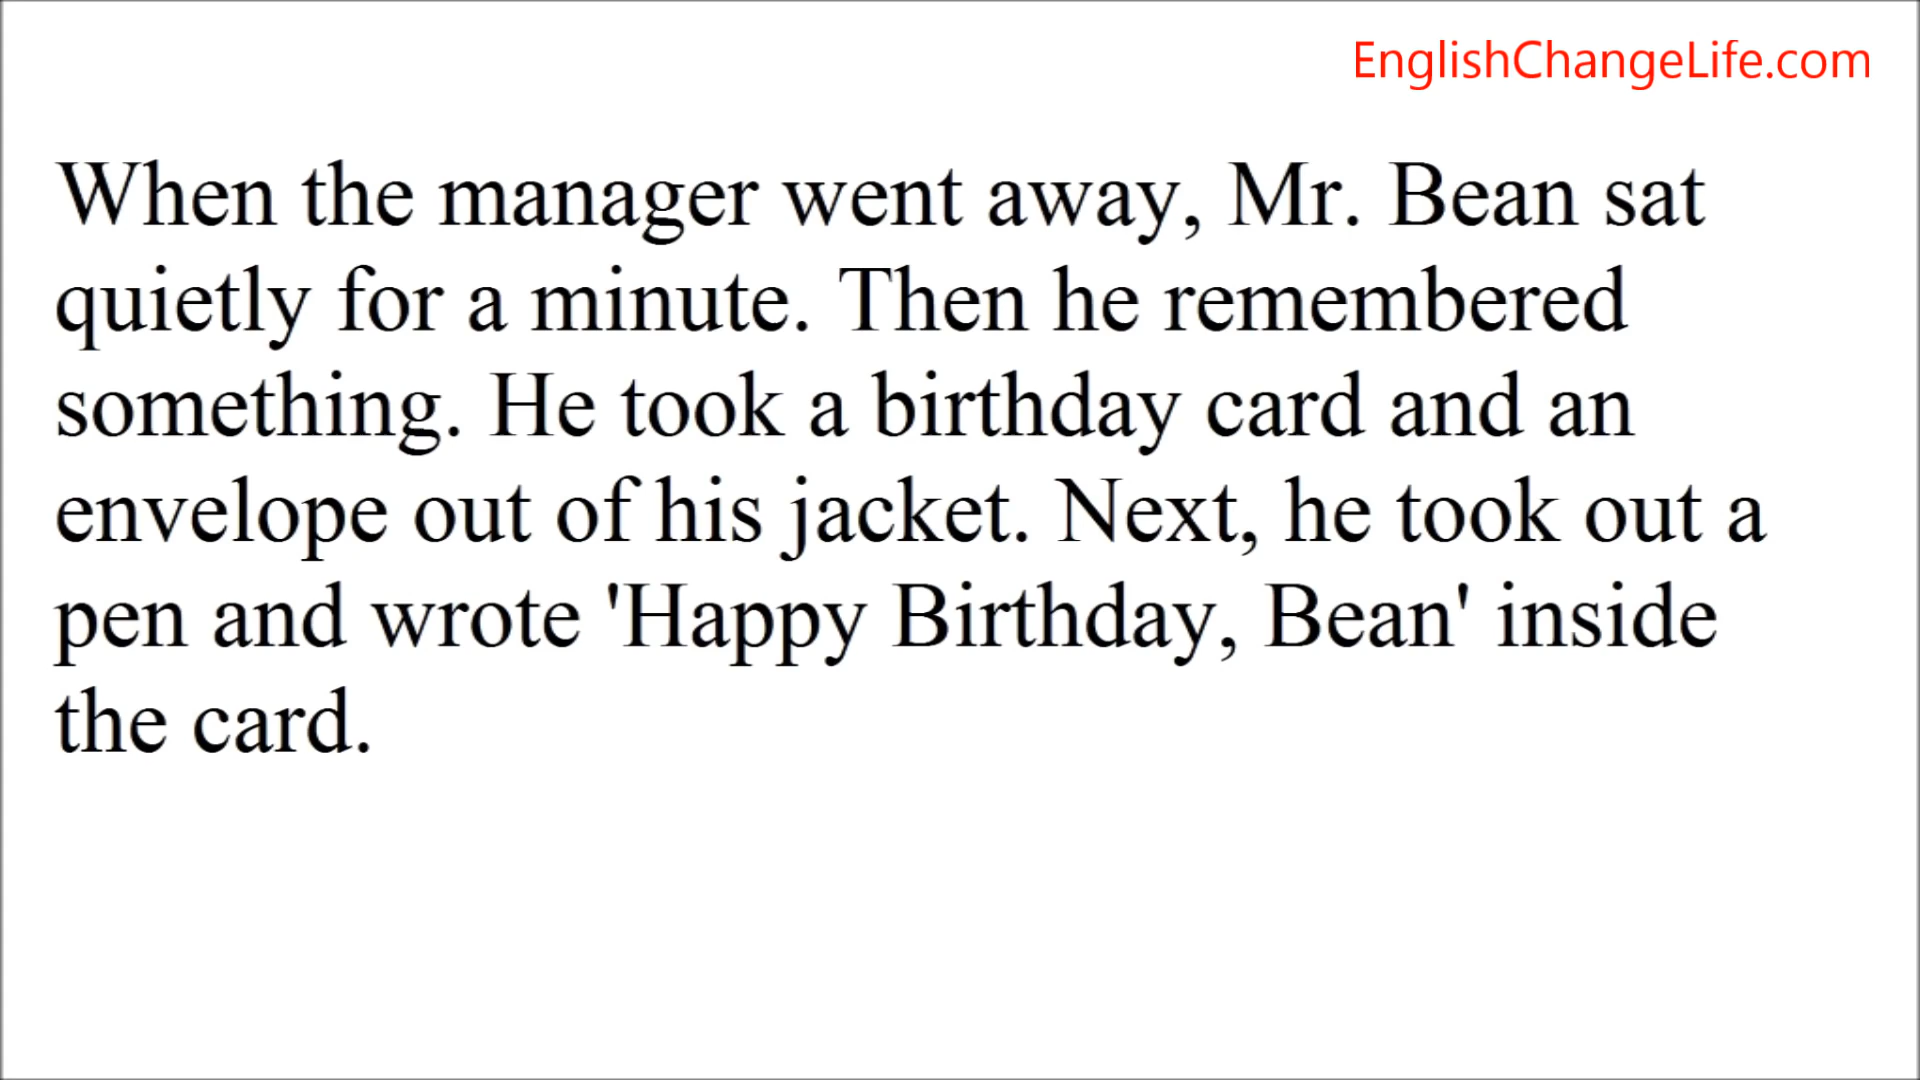 EnglishChangeLife.com
When the manager went away, Mr. Bean sat
quietly for a minute. Then he remembered
something. He took a birthday card and an
envelope out of his jacket. Next, he took out a
pen and wrote 'Happy Birthday, Bean' inside
the card.